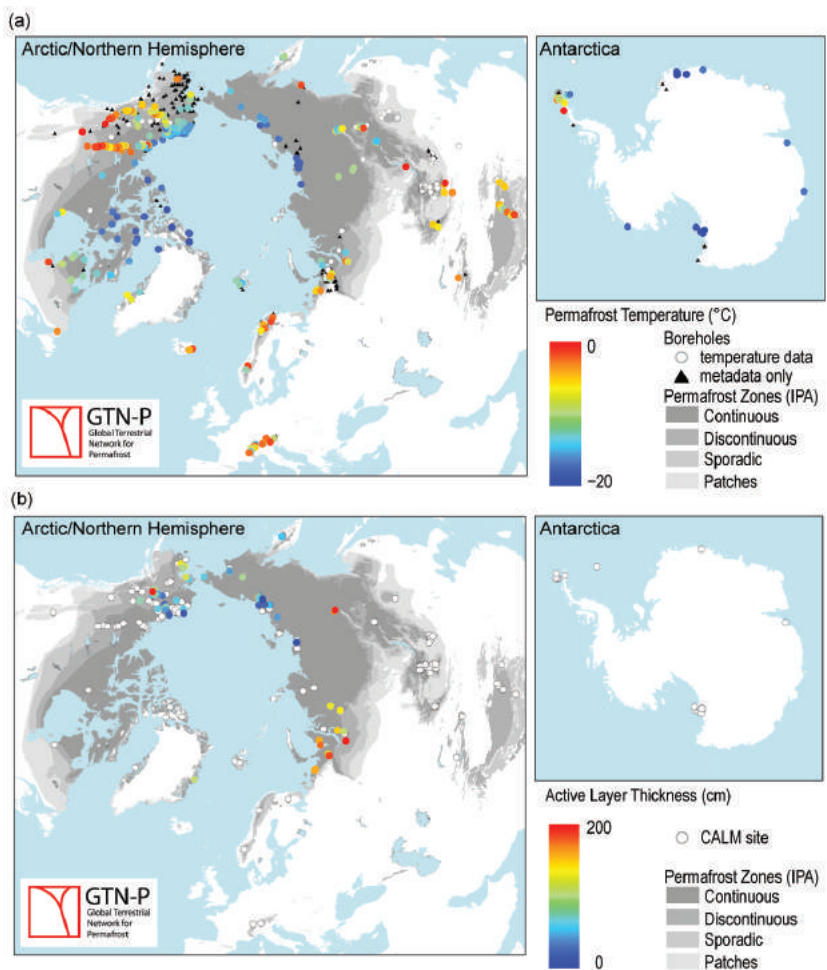 (a)
Arctic/Northern Hemisphere
Antarctica
Permafrost Temperature (°C)
0
−20
Boreholes
temperature data
metadata only
Permafrost Zones (IPA)
Continuous
Discontinuous
Sporadic
Patches
GTN-P
Global Terrestrial
Network for
Permafrost
(b)
Arctic/Northern Hemisphere
Antarctica
Active Layer Thickness (cm)
200
0
CALM site
Permafrost Zones (IPA)
Continuous
Discontinuous
Sporadic
Patches
GTN-P
Global Terrestrial
Network for
Permafrost